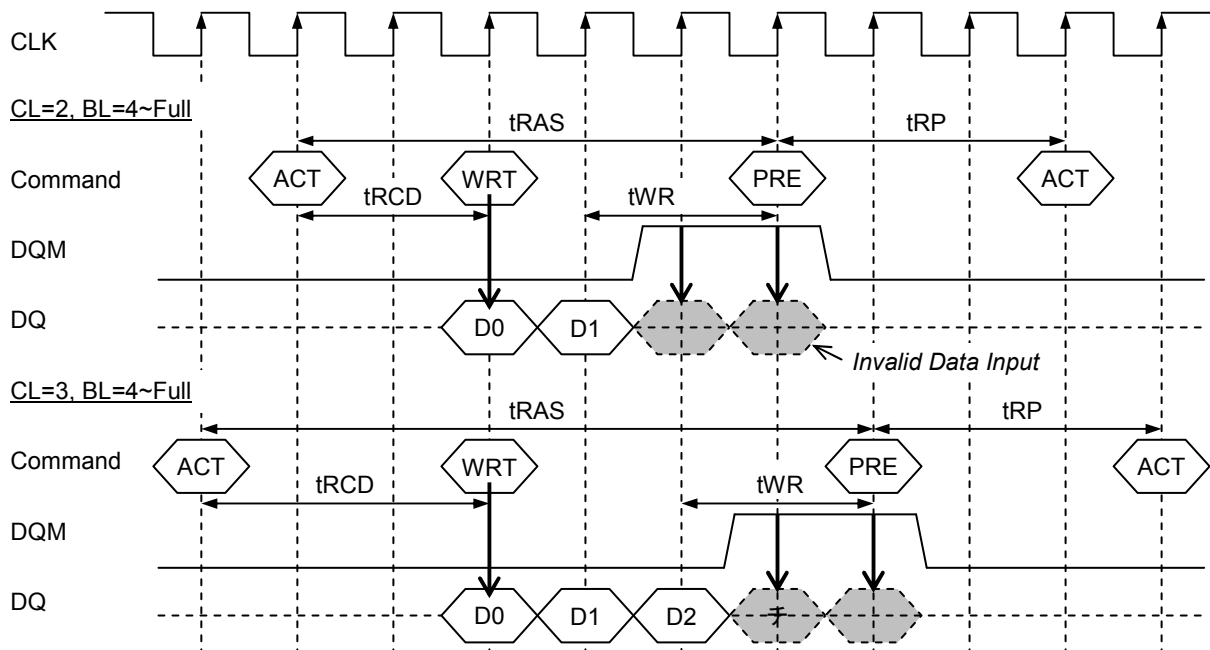 CLK
CL=2, BL=4~Full
tRAS tRP
Command ACT WRT PRE ACT
tRCD tWR
DQM
DQ D0 D1
Invalid Data Input
CL=3, BL=4~Full
tRAS tRP
Command ACT WRT PRE ACT
tRCD tWR
DQM
DQ D0 D1 D2 チ